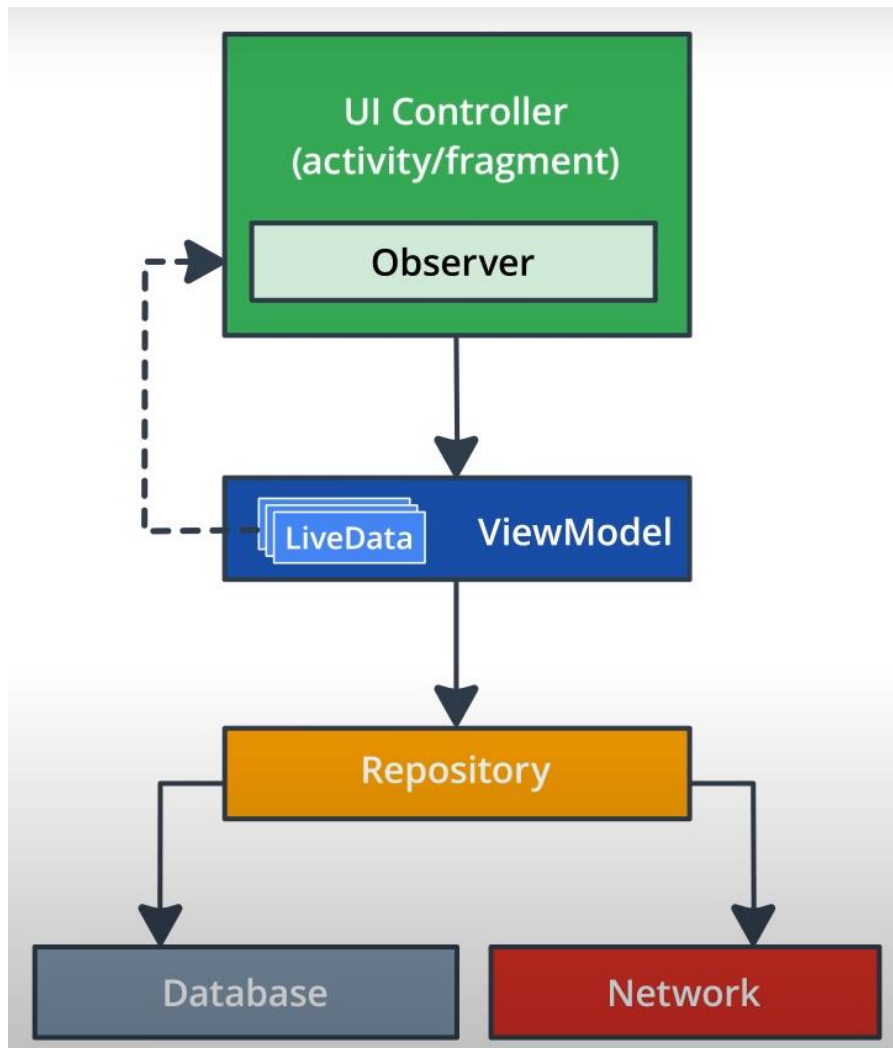 UI Controller
(activity/fragment)
Observer
LiveData
ViewModel
Repository
Database
Network